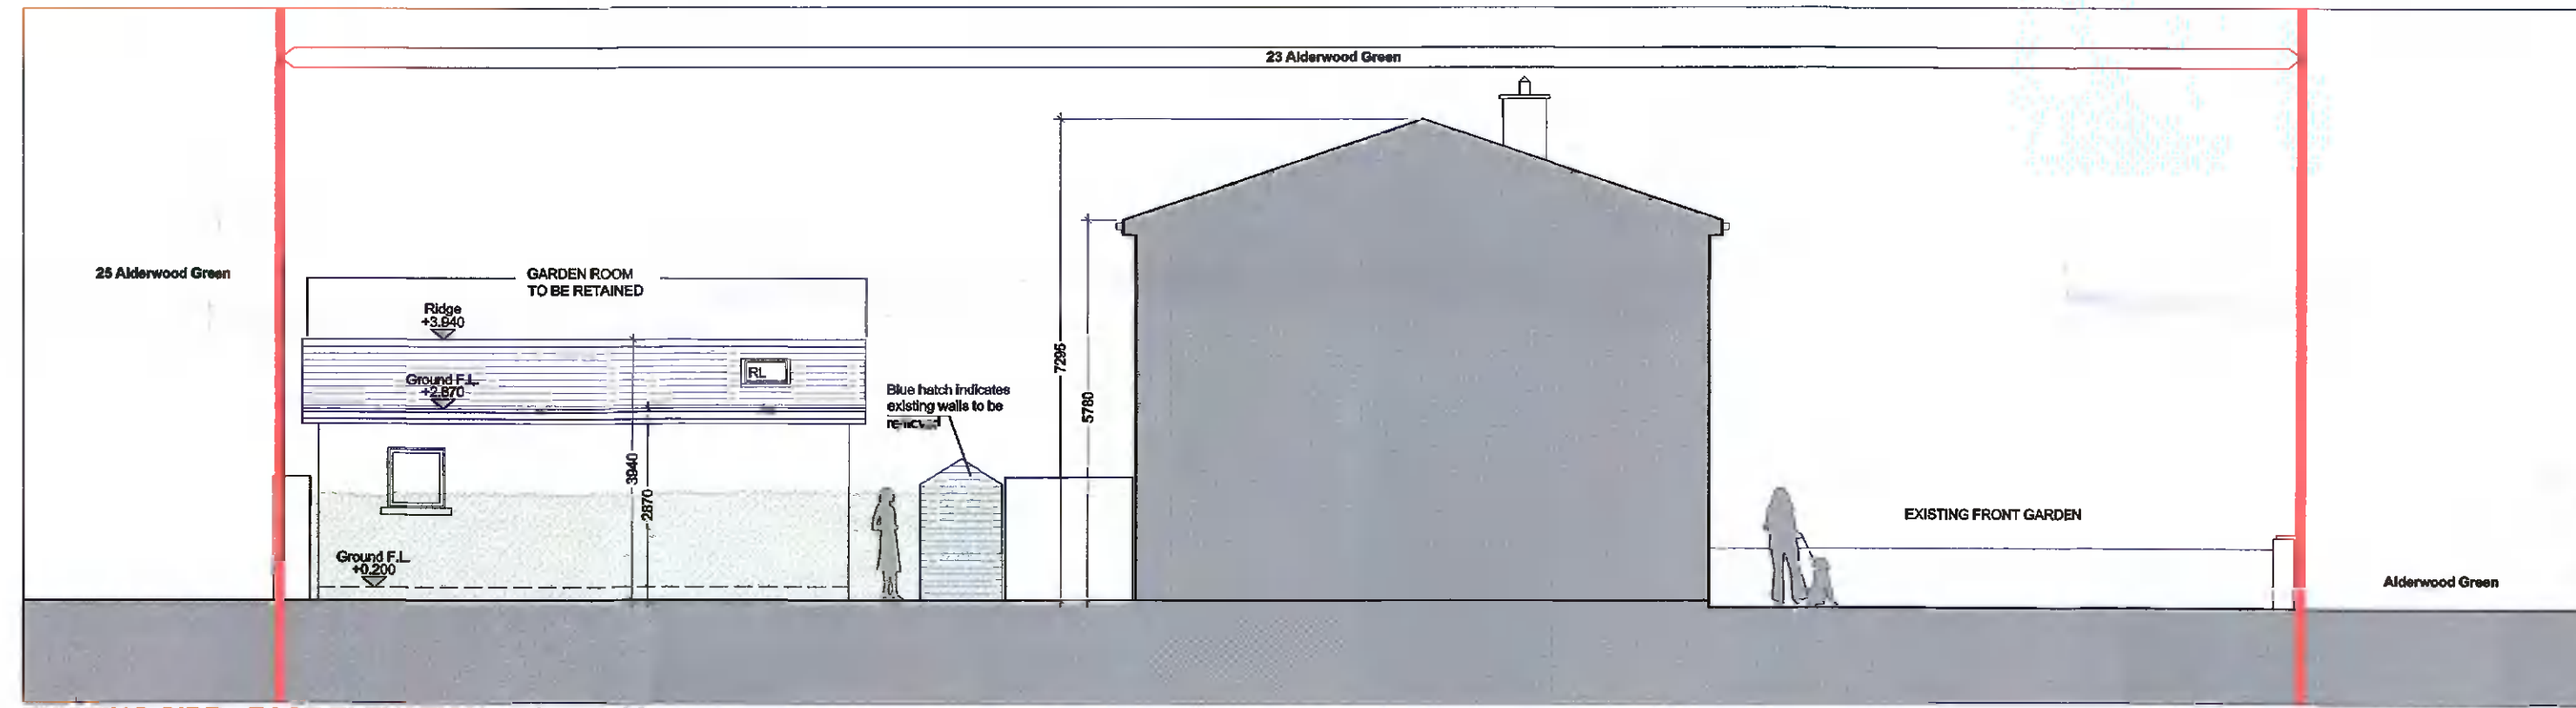 23 Alderwood Green
25 Alderwood Green
GARDEN ROOM
TO BE RETAINED
Ridge
+3.940
RL
Ground F.L.
+2.870
Blue hatch indicates
existing walls to be
7295
5780
3940
2870
Ground F.L.
+0.200
EXISTING FRONT GARDEN
Alderwood Green